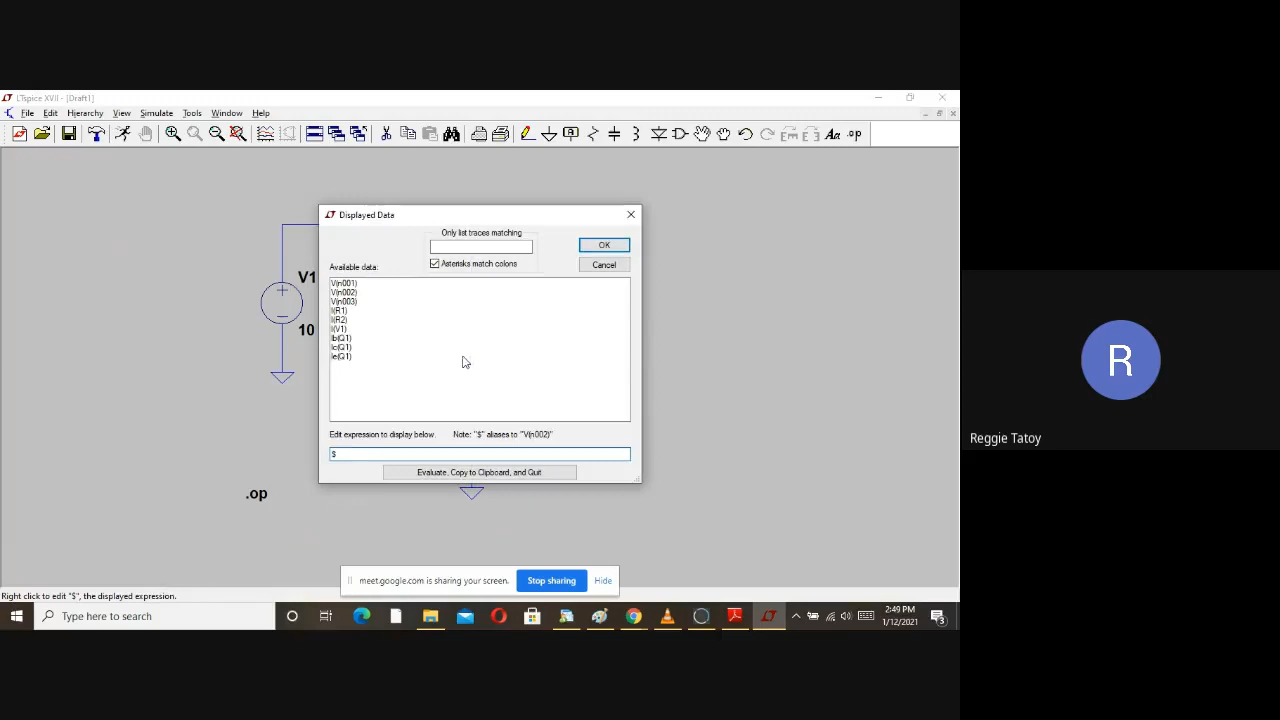 LTspice XVII - [Draft1]
File Edit Hierarchy View Simulate Tools Window Help
Aa .op
Displayed Data
Only list traces matching
OK
Asterisks match colons
Cancel
Available data:
V(n001)
V(n002)
V(n003)
I(R1)
I(R2)
I(V1)
Ib(Q1)
Ic(Q1)
Ie(Q1)
Edit expression to display below. Note: "$" aliases to "V(n002)"
$
Evaluate, Copy to Clipboard, and Quit
V1
10
.op
R
Reggie Tatoy
meet.google.com is sharing your screen. Stop sharing Hide
Right click to edit "$", the displayed expression.
Type here to search
2:49 PM
1/12/2021
3